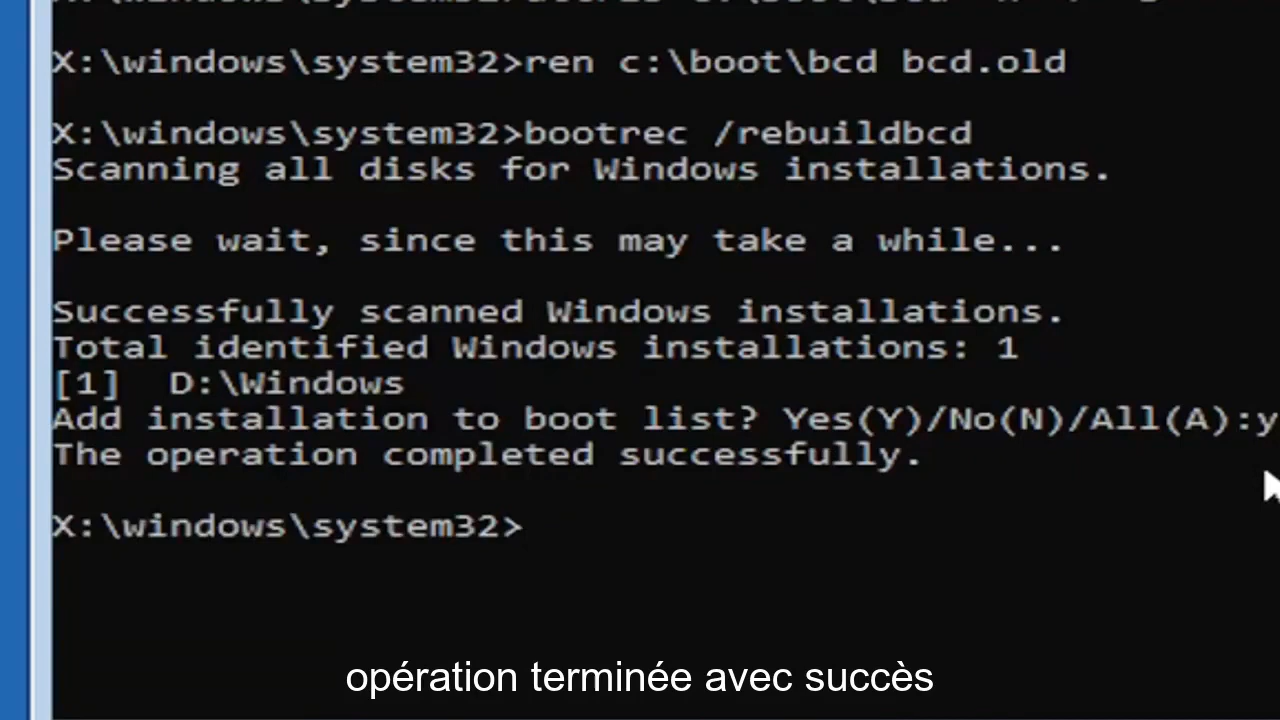 X:\windows\system32>ren c:\boot\bcd bcd.old
X:\windows\system32>bootrec /rebuildbcd
Scanning all disks for Windows installations.
Please wait, since this may take a while...
Successfully scanned Windows installations.
Total identified Windows installations: 1
[1]  D:\Windows
Add installation to boot list? Yes(Y)/No(N)/All(A):y
The operation completed successfully.
X:\windows\system32>
opération terminée avec succès